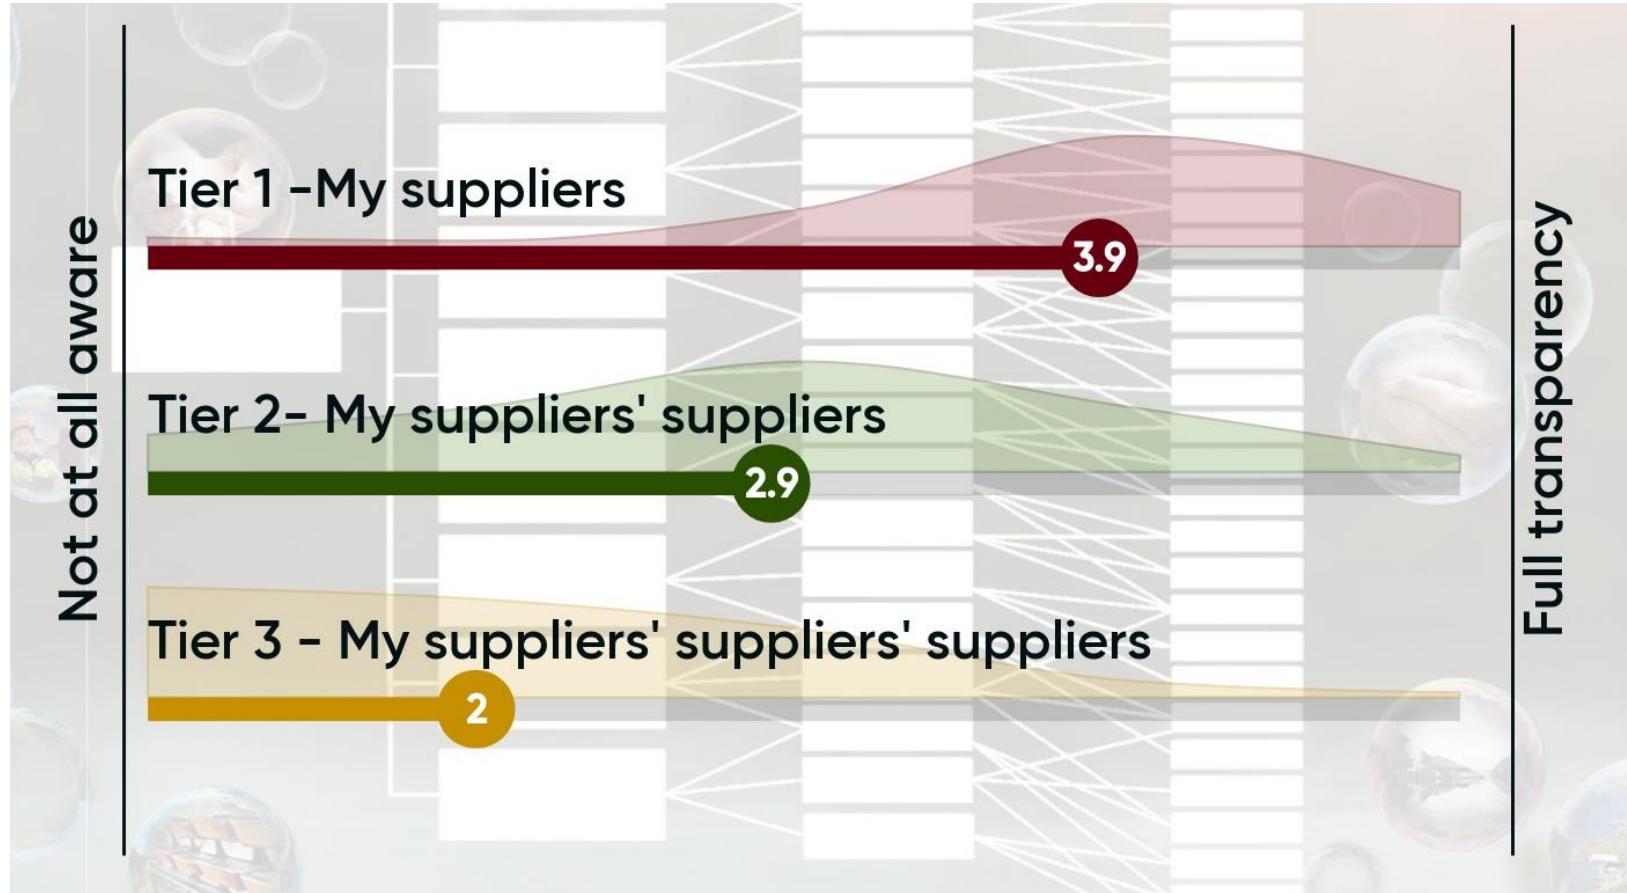 Not at all aware
Tier 1 -My suppliers
3.9
Tier 2- My suppliers' suppliers
2.9
Tier 3 - My suppliers' suppliers' suppliers
2
Full transparency